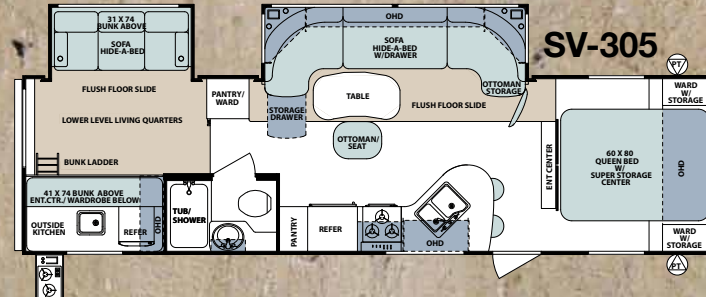 SV-305
31 X 74
BUNK ABOVE
SOFA
HIDE-A-BED
OHD
SOFA
HIDE-A-BED
W/DRAWER
OTTOMAN
STORAGE
FLUSH FLOOR SLIDE
LOWER LEVEL LIVING QUARTERS
PANTRY/
WARD
STORAGE
DRAWER
TABLE
FLUSH FLOOR SLIDE
OTTOMAN/
SEAT
BUNK LADDER
41 X 74 BUNK ABOVE
ENT.CTR./ WARDROBE BELOW
OUTSIDE
KITCHEN
REFER
OHD
TUB/
SHOWER
PANTRY
REFER
OHD
ENT CENTER
PT
WARD
W/
STORAGE
60 X 80
QUEEN BED
W/
SUPER STORAGE
CENTER
OHD
WARD
W/
STORAGE
PT